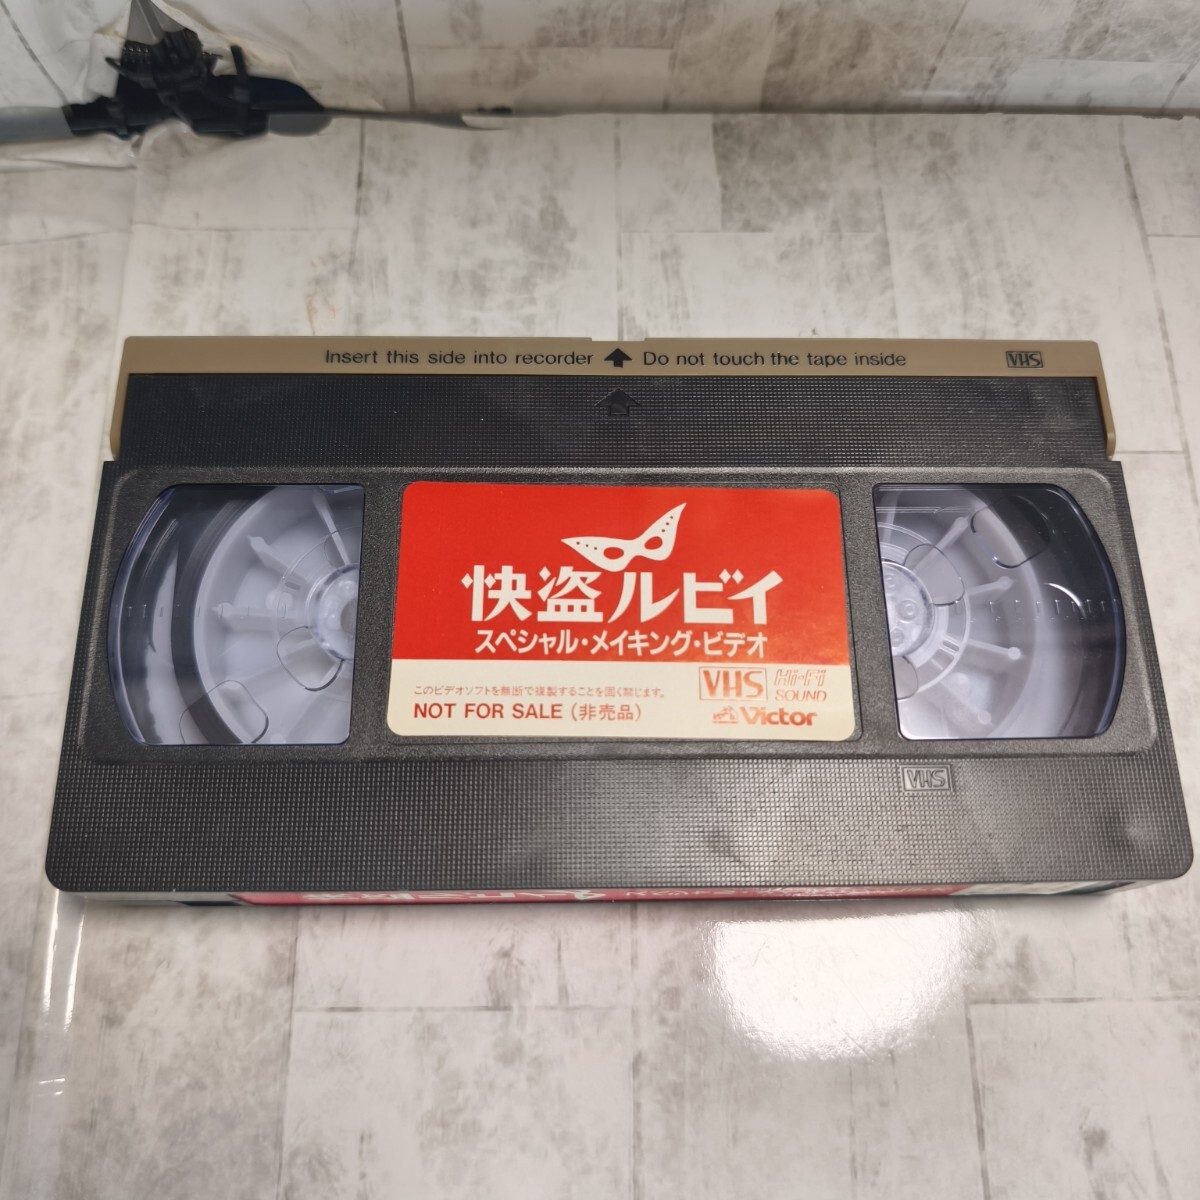 Insert this side into recorder ↑ Do not touch the tape inside VHS
快盗ルビイ
スペシャル・メイキング・ビデオ
このビデオソフトを無断で複製することを固く禁じます。
NOT FOR SALE (非売品)
VHS Hi-Fi SOUND
Victor
VHS